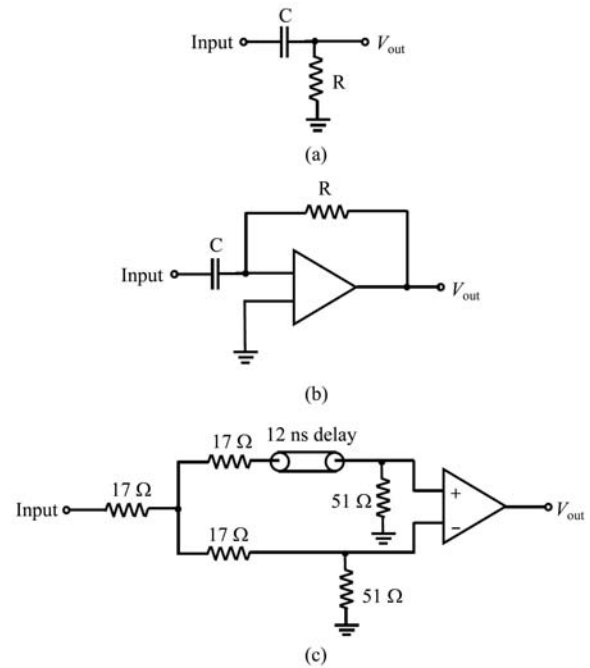 C
Input
V_out
R
(a)
R
C
Input
V_out
(b)
12 ns delay
17 Ω
17 Ω
Input
51 Ω
+
−
V_out
17 Ω
51 Ω
(c)